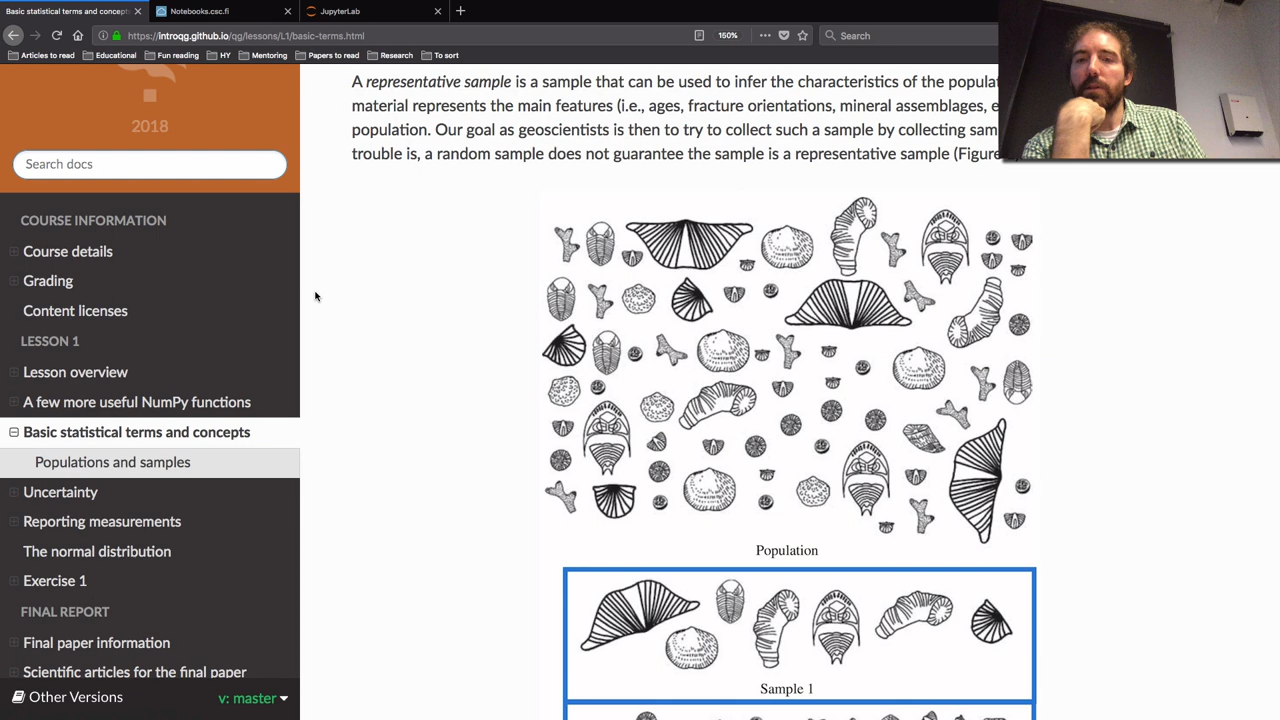 Basic statistical terms and concepts
Notebooks.csc.fi
JupyterLab
https://introqg.github.io/qg/lessons/L1/basic-terms.html
150%
Search
Articles to read
Educational
Fun reading
HY
Mentoring
Papers to read
Research
To sort
2018
Search docs
COURSE INFORMATION
Course details
Grading
Content licenses
LESSON 1
Lesson overview
A few more useful NumPy functions
Basic statistical terms and concepts
Populations and samples
Uncertainty
Reporting measurements
The normal distribution
Exercise 1
FINAL REPORT
Final paper information
Scientific articles for the final paper
Other Versions
v: master
A representative sample is a sample that can be used to infer the characteristics of the
material represents the main features (i.e., ages, fracture orientations, mineral assemblages,
population. Our goal as geoscientists is then to try to collect such a sample by collecting
trouble is, a random sample does not guarantee the sample is a representative sample (Figure
Population
Sample 1